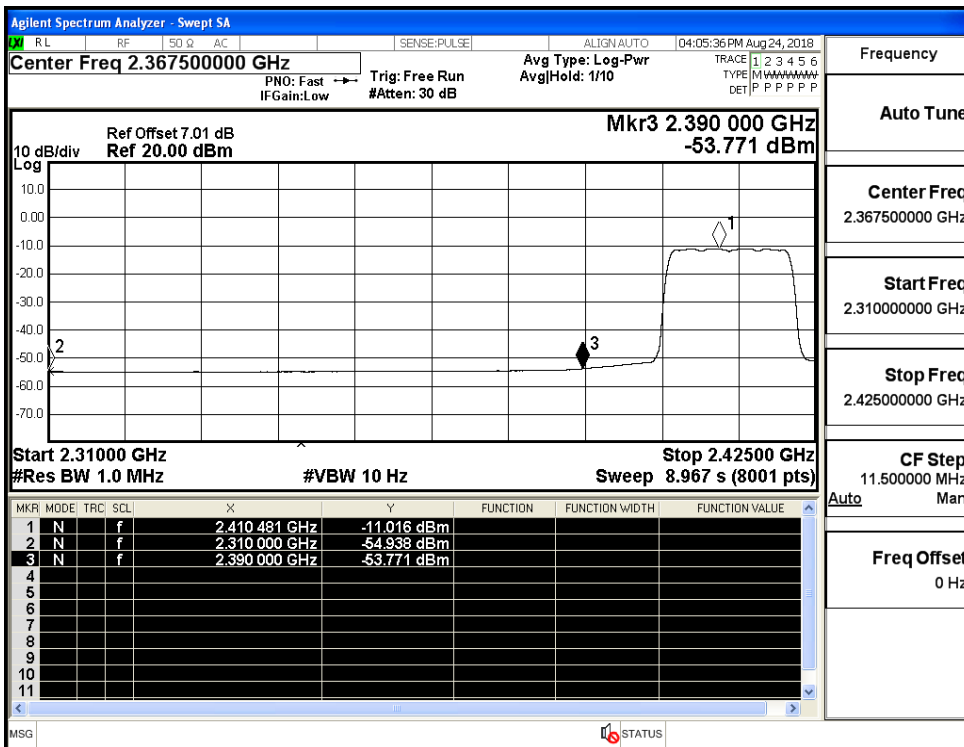 Agilent Spectrum Analyzer - Swept SA
LXI RL RF 50 Ω AC SENSE:PULSE ALIGN AUTO 04:05:36 PM Aug 24, 2018
Center Freq 2.367500000 GHz
PNO: Fast
IFGain:Low
Trig: Free Run
#Atten: 30 dB
Avg Type: Log-Pwr
Avg|Hold: 1/10
TRACE 1 2 3 4 5 6
TYPE M WWWWW
DET P P P P P P
Ref Offset 7.01 dB
10 dB/div Ref 20.00 dBm
Log
Mkr3 2.390 000 GHz
-53.771 dBm
10.0
0.00
-10.0
-20.0
-30.0
-40.0
-50.0
-60.0
-70.0
1
2
3
Start 2.31000 GHz Stop 2.42500 GHz
#Res BW 1.0 MHz #VBW 10 Hz Sweep 8.967 s (8001 pts)
MKR MODE TRC SCL X Y FUNCTION FUNCTION WIDTH FUNCTION VALUE
1 N f 2.410 481 GHz -11.016 dBm
2 N f 2.310 000 GHz -54.938 dBm
3 N f 2.390 000 GHz -53.771 dBm
4
5
6
7
8
9
10
11
MSG STATUS
Frequency
Auto Tune
Center Freq
2.367500000 GHz
Start Freq
2.310000000 GHz
Stop Freq
2.425000000 GHz
CF Step
11.500000 MHz
Auto Man
Freq Offset
0 Hz